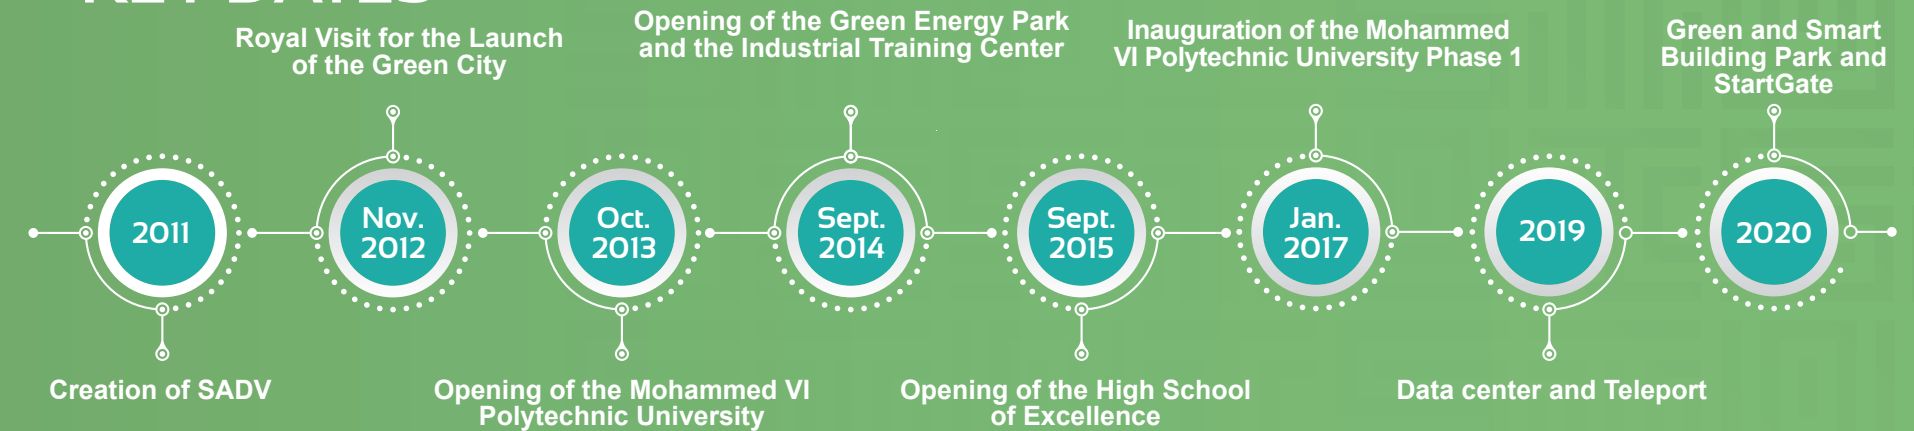 KEY DATES
Royal Visit for the Launch
of the Green City
Opening of the Green Energy Park
and the Industrial Training Center
Inauguration of the Mohammed
VI Polytechnic University Phase 1
Green and Smart
Building Park and
StartGate
2011
Nov.
2012
Oct.
2013
Sept.
2014
Sept.
2015
Jan.
2017
2019
2020
Creation of SADV
Opening of the Mohammed VI
Polytechnic University
Opening of the High School
of Excellence
Data center and Teleport